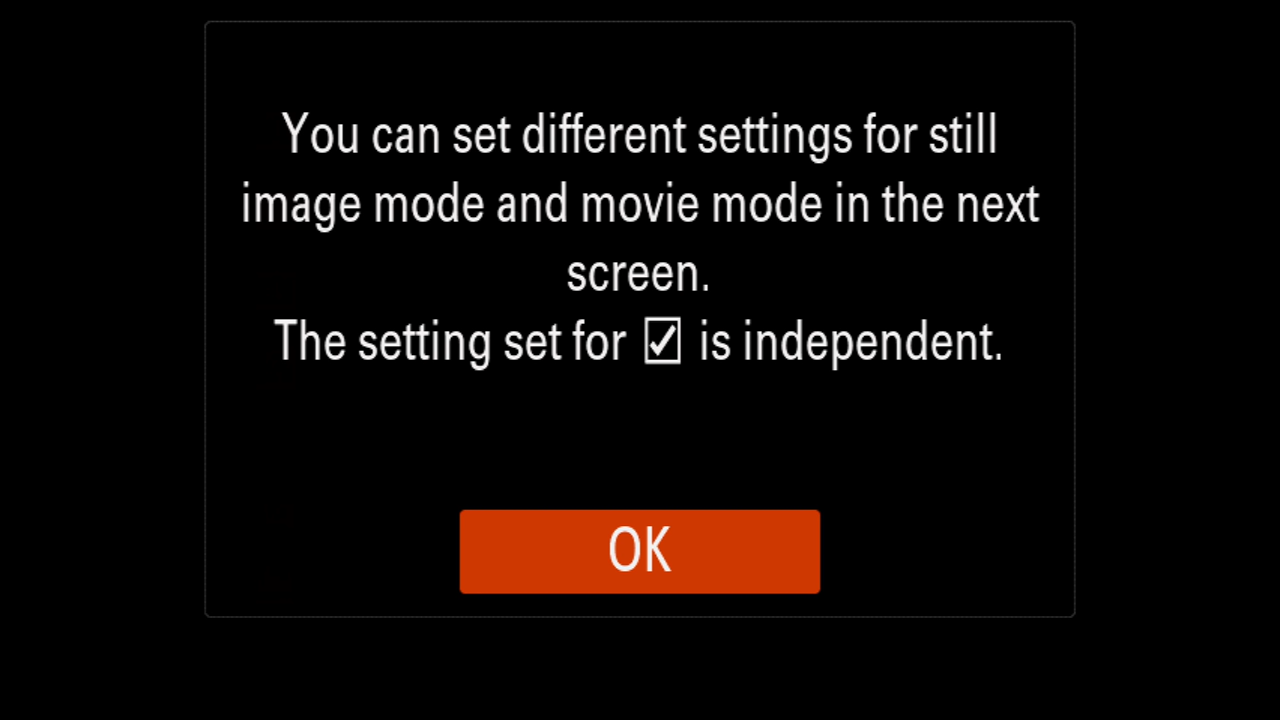 You can set different settings for still
image mode and movie mode in the next
screen.
The setting set for ☑ is independent.
OK